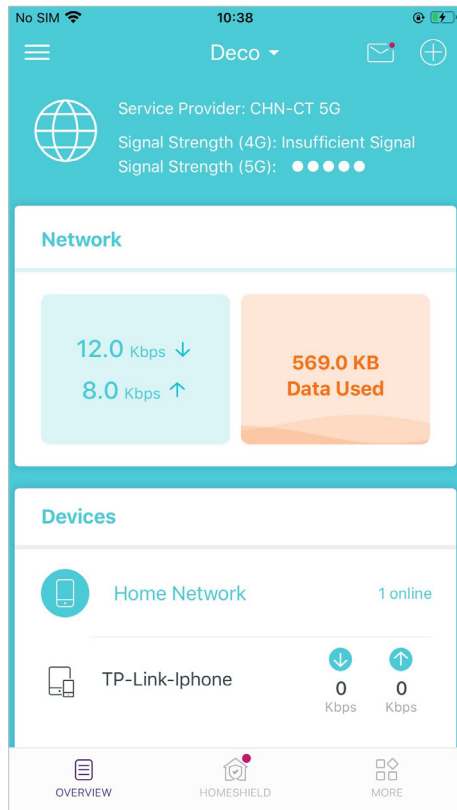 No SIM 10:38
Deco
Service Provider: CHN-CT 5G
Signal Strength (4G): Insufficient Signal
Signal Strength (5G):
Network
12.0 Kbps ↓
8.0 Kbps ↑
569.0 KB
Data Used
Devices
Home Network 1 online
TP-Link-Iphone
0 0
Kbps Kbps
OVERVIEW HOMESHIELD MORE